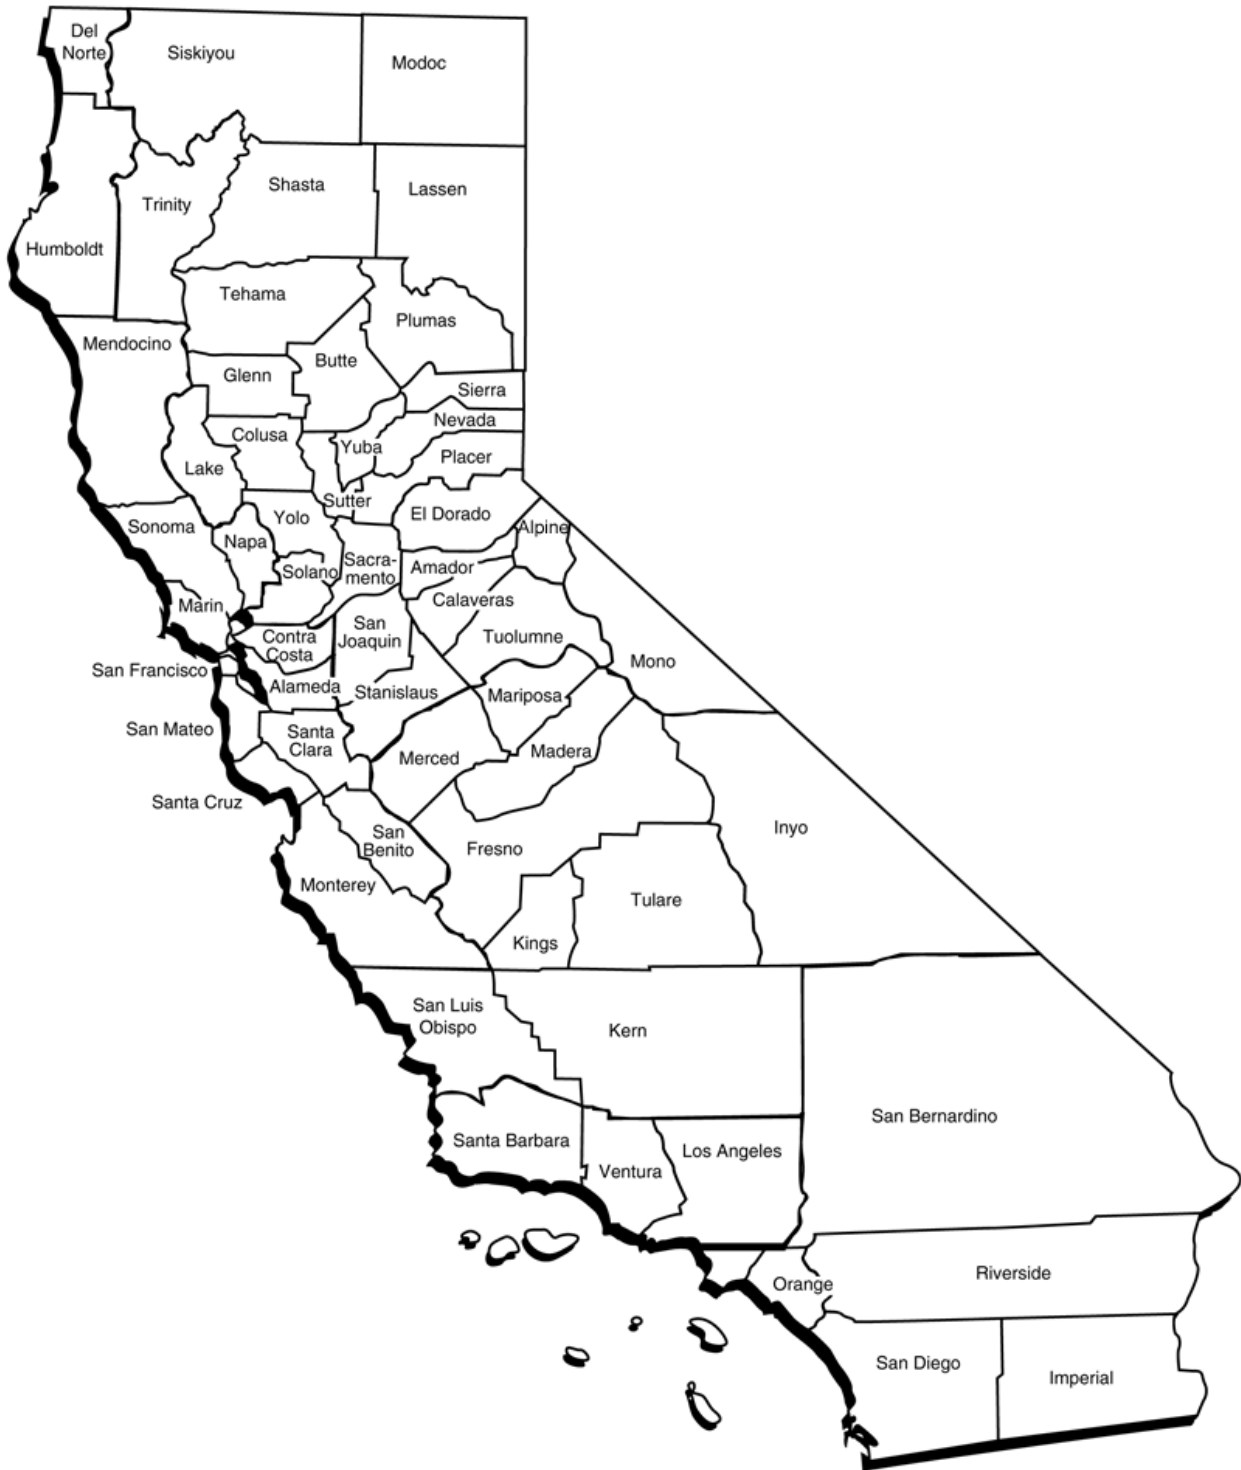 Del
Norte
Siskiyou
Modoc
Shasta
Lassen
Trinity
Humboldt
Tehama
Plumas
Mendocino
Butte
Glenn
Sierra
Nevada
Colusa
Yuba
Placer
Lake
Sutter
El Dorado
Yolo
Sonoma
Alpine
Napa
Sacra-
mento
Solano
Amador
Calaveras
Marin
San
Joaquin
Contra
Costa
Tuolumne
Mono
San Francisco
Alameda
Stanislaus
Mariposa
San Mateo
Santa
Clara
Merced
Madera
Santa Cruz
Inyo
San
Benito
Fresno
Monterey
Tulare
Kings
San Luis
Obispo
Kern
San Bernardino
Santa Barbara
Los Angeles
Ventura
Riverside
Orange
San Diego
Imperial